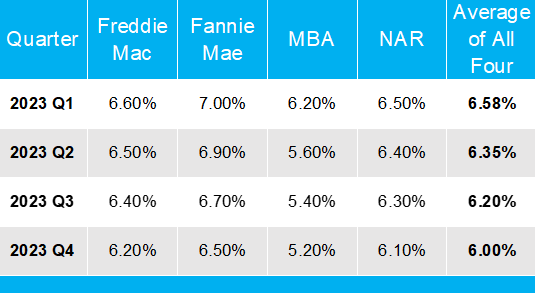 Quarter Freddie Mac Fannie Mae MBA NAR Average of All Four
2023 Q1 6.60% 7.00% 6.20% 6.50% 6.58%
2023 Q2 6.50% 6.90% 5.60% 6.40% 6.35%
2023 Q3 6.40% 6.70% 5.40% 6.30% 6.20%
2023 Q4 6.20% 6.50% 5.20% 6.10% 6.00%